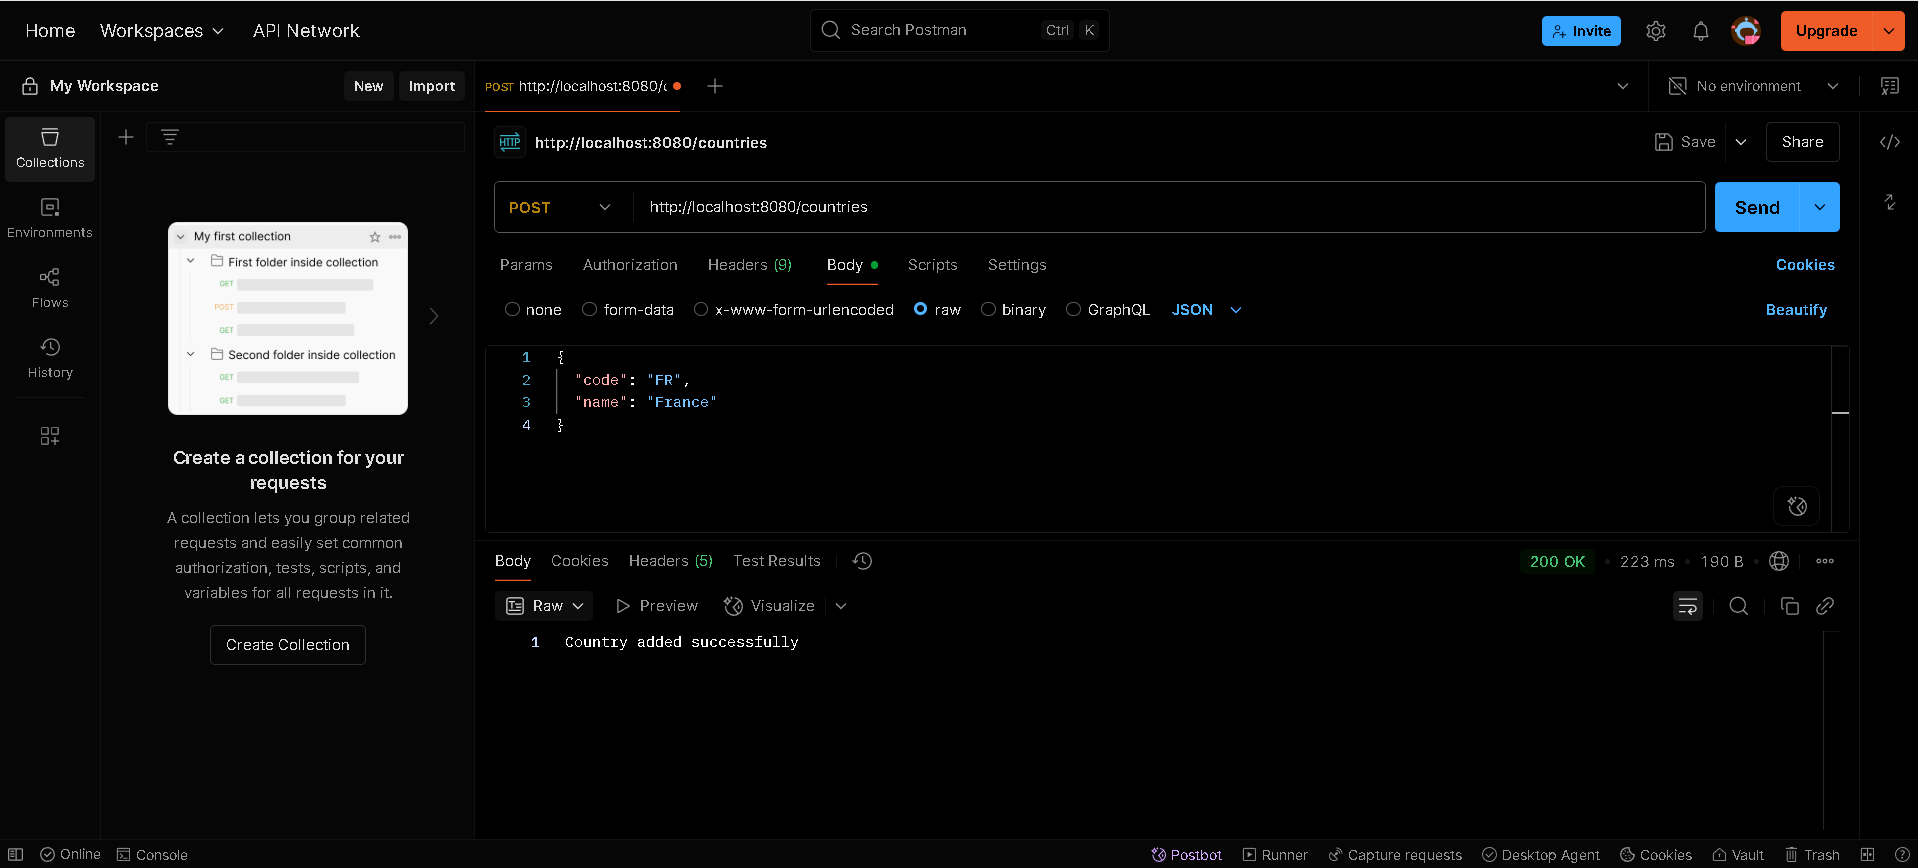 Home Workspaces API Network Search Postman Ctrl K Invite Upgrade
My Workspace New Import POST http://localhost:8080/c No environment
Collections
Environments
Flows
History
My first collection
First folder inside collection
GET
POST
GET
Second folder inside collection
GET
GET
Create a collection for your
requests
A collection lets you group related
requests and easily set common
authorization, tests, scripts, and
variables for all requests in it.
Create Collection
HTTP http://localhost:8080/countries Save Share
POST http://localhost:8080/countries Send
Params Authorization Headers (9) Body Scripts Settings Cookies
none form-data x-www-form-urlencoded raw binary GraphQL JSON Beautify
1 {
2 "code": "FR",
3 "name": "France"
4 }
Body Cookies Headers (5) Test Results 200 OK 223 ms 190 B
Raw Preview Visualize
1 Country added successfully
Online Console Postbot Runner Capture requests Desktop Agent Cookies Vault Trash